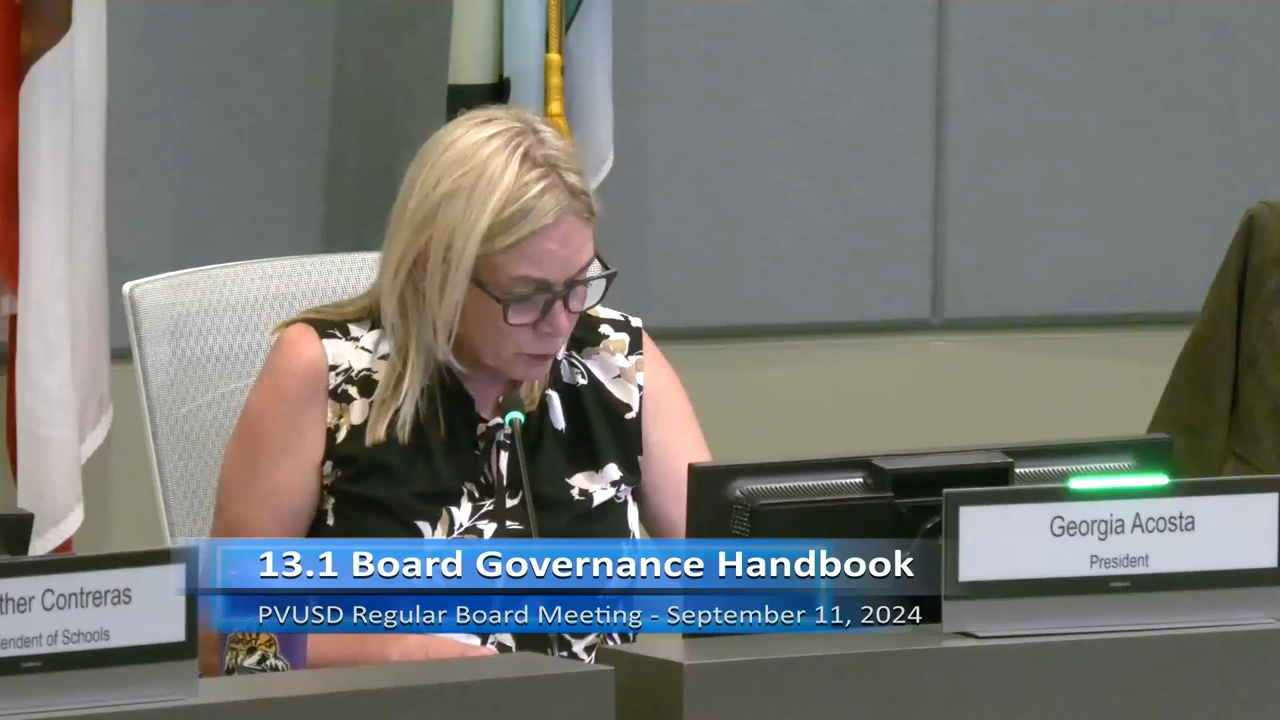 Georgia Acosta
President
13.1 Board Governance Handbook
PVUSD Regular Board Meeting - September 11, 2024
ther Contreras
endent of Schools